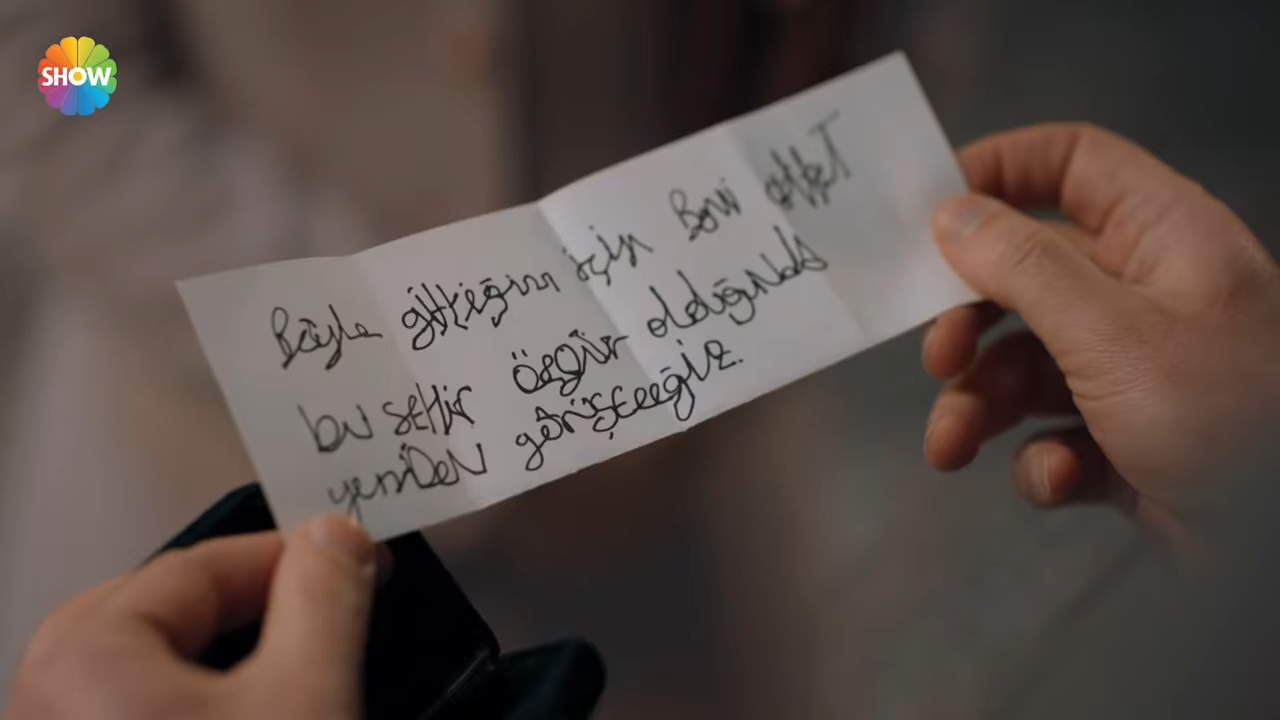 SHOW
Böyle gittiğim için Beni affet
bu şehir özgür olduğunda
yeniden görüşeceğiz.